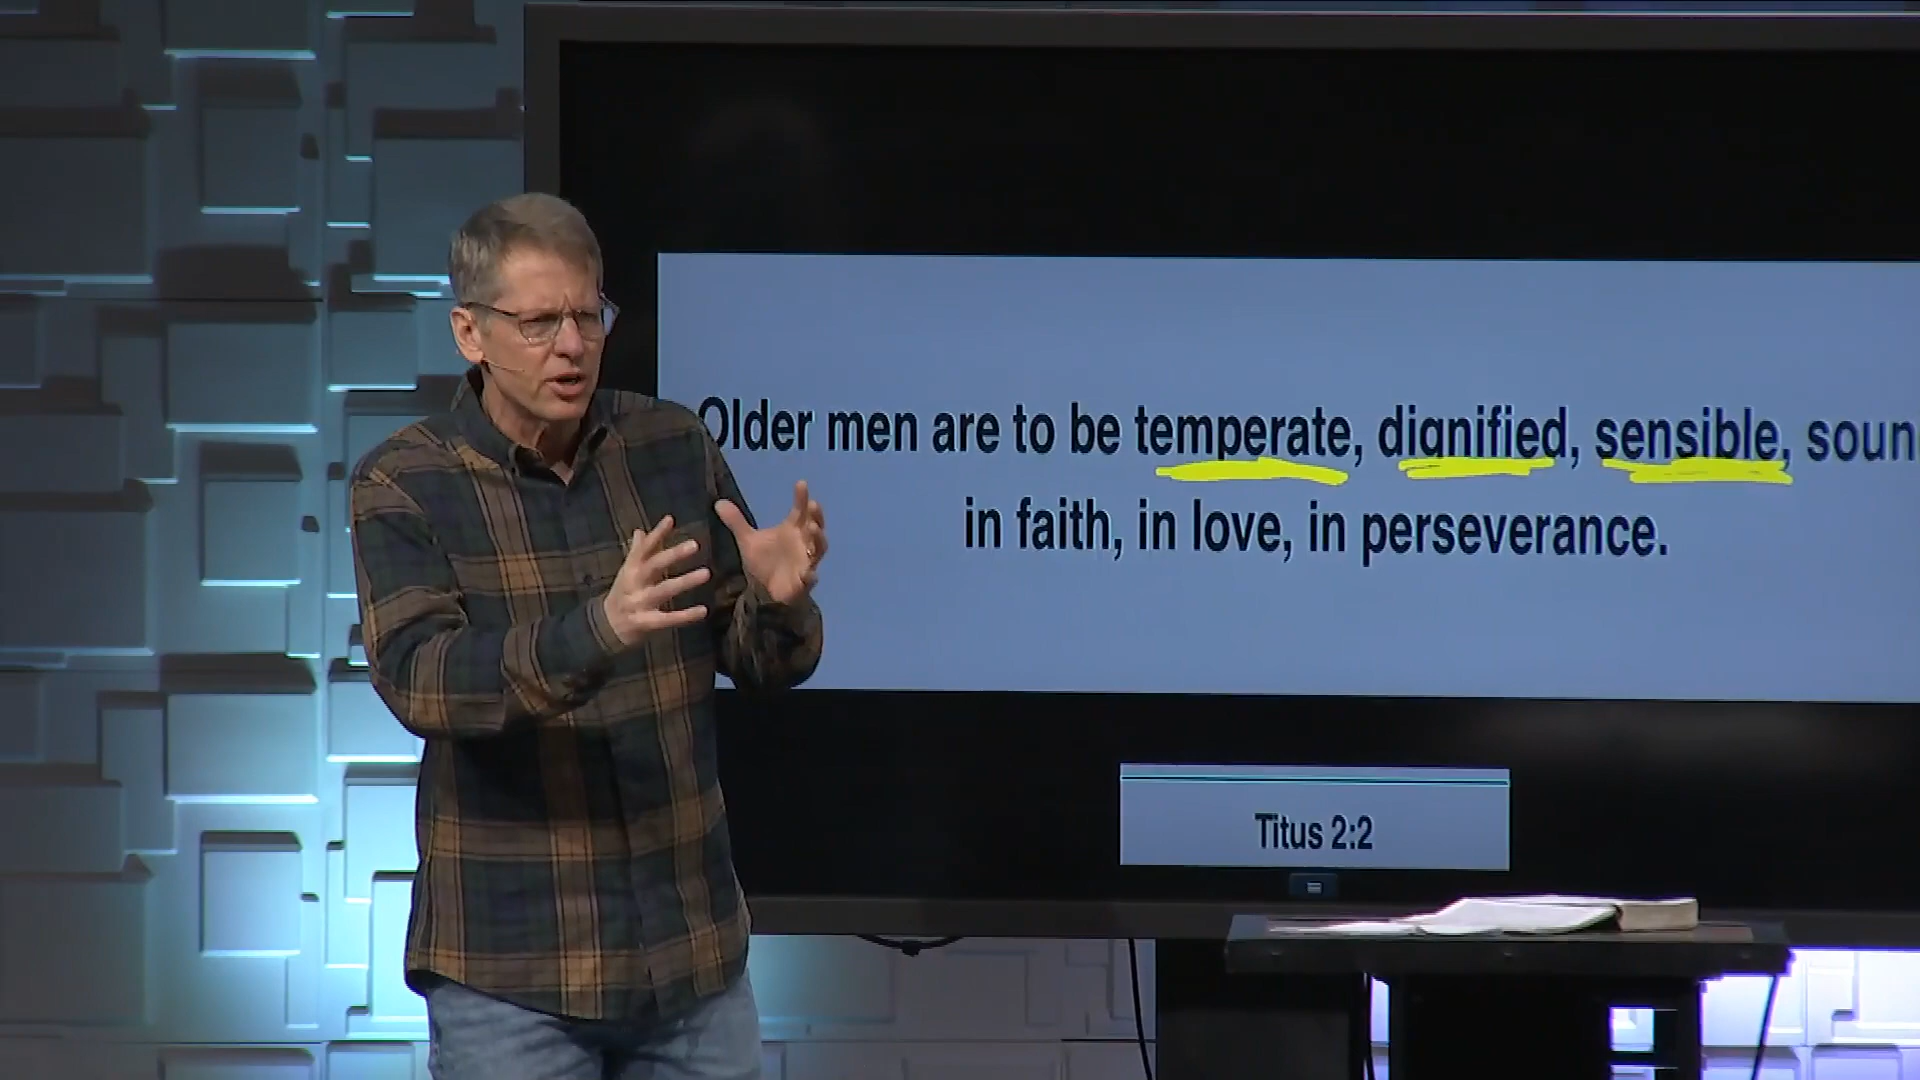 Older men are to be temperate, dignified, sensible, soun
in faith, in love, in perseverance.
Titus 2:2